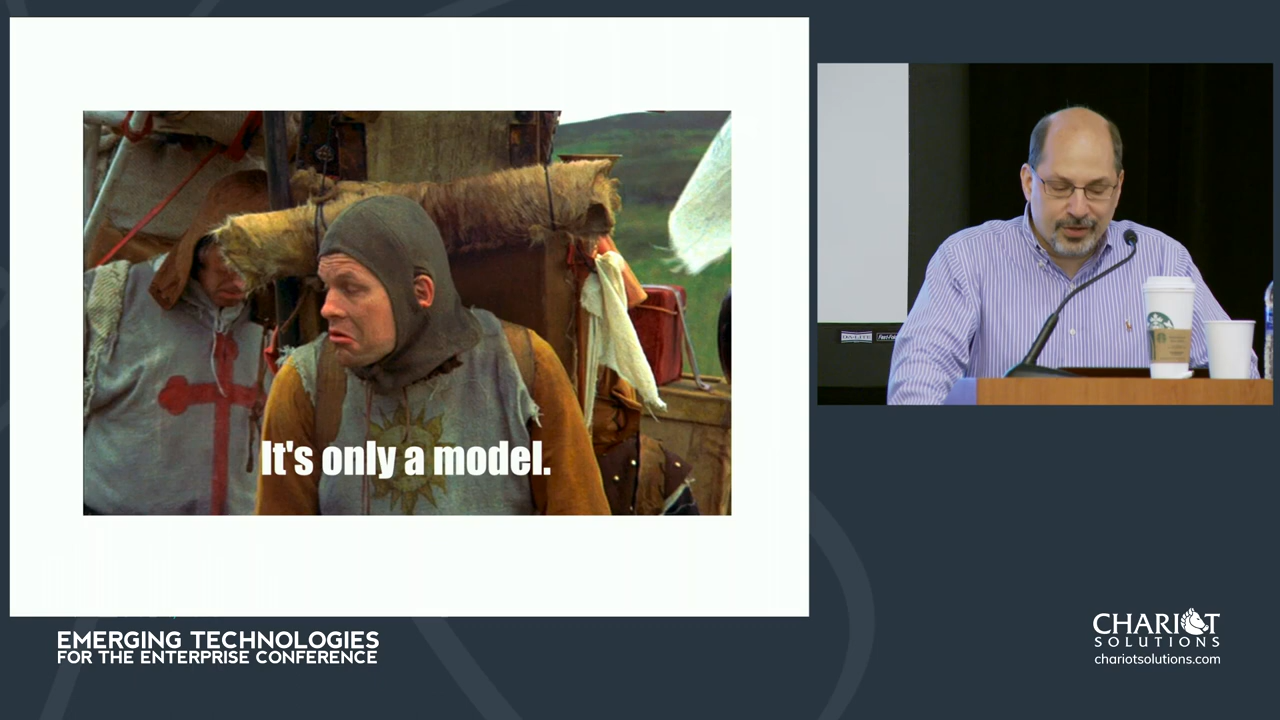 It's only a model.
EMERGING TECHNOLOGIES
FOR THE ENTERPRISE CONFERENCE
CHARIOT
SOLUTIONS
chariotsolutions.com